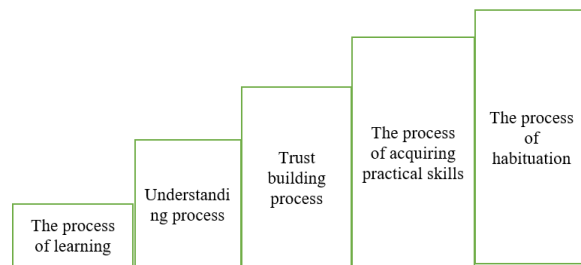 The process
of learning
Understandi
ng process
Trust
building
process
The process
of acquiring
practical skills
The process
of
habituation